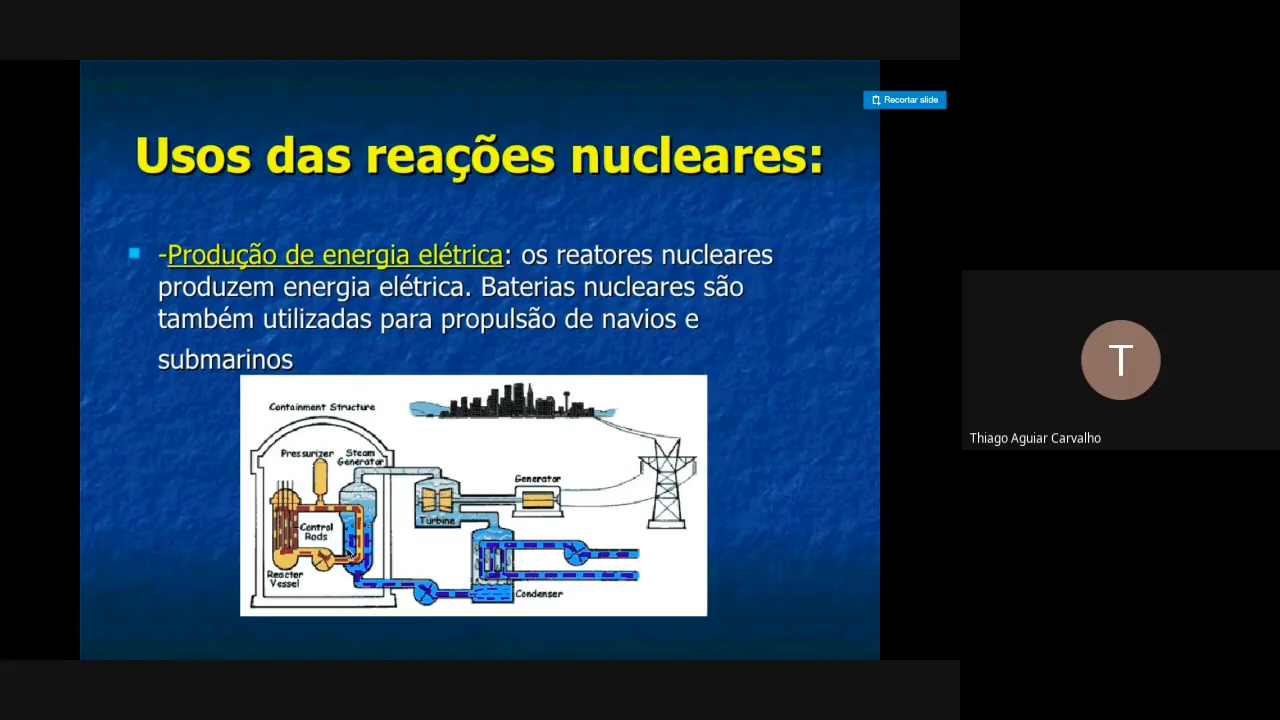 Recortar slide
Usos das reações nucleares:
-Produção de energia elétrica: os reatores nucleares
produzem energia elétrica. Baterias nucleares são
também utilizadas para propulsão de navios e
submarinos
Containment Structure
Pressurizer
Steam
Generator
Generator
Turbine
Control
Rods
Reacter
Vessel
Condenser
T
Thiago Aguiar Carvalho